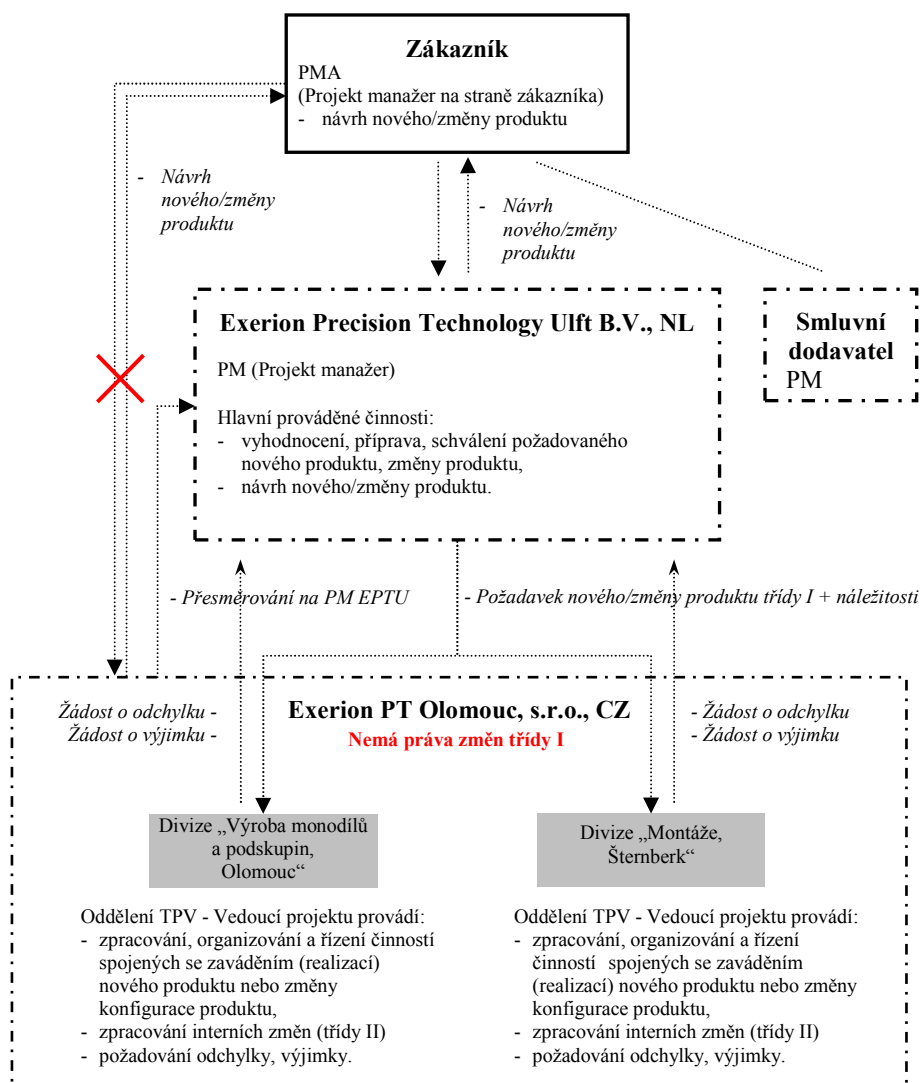 Zákazník
PMA
(Projekt manažer na straně zákazníka)
- návrh nového/změny produktu
- Návrh
nového/změny
produktu
- Návrh
nového/změny
produktu
Exerion Precision Technology Ulft B.V., NL
PM (Projekt manažer)
Hlavní prováděné činnosti:
- vyhodnocení, příprava, schválení požadovaného
nového produktu, změny produktu,
- návrh nového/změny produktu.
Smluvní
dodavatel
PM
- Přesměrování na PM EPTU
- Požadavek nového/změny produktu třídy I + náležitosti
Žádost o odchylku -
Žádost o výjimku -
Exerion PT Olomouc, s.r.o., CZ
Nemá práva změn třídy I
- Žádost o odchylku
- Žádost o výjimku
Divize „Výroba monodílů
a podskupin,
Olomouc“
Divize „Montáže,
Šternberk“
Oddělení TPV - Vedoucí projektu provádí:
- zpracování, organizování a řízení činností
spojených se zaváděním (realizací)
nového produktu nebo změny
konfigurace produktu,
- zpracování interních změn (třídy II)
- požadování odchylky, výjimky.
Oddělení TPV - Vedoucí projektu provádí:
- zpracování, organizování a řízení
činností spojených se zaváděním
(realizací) nového produktu nebo změny
konfigurace produktu,
- zpracování interních změn (třídy II)
- požadování odchylky, výjimky.